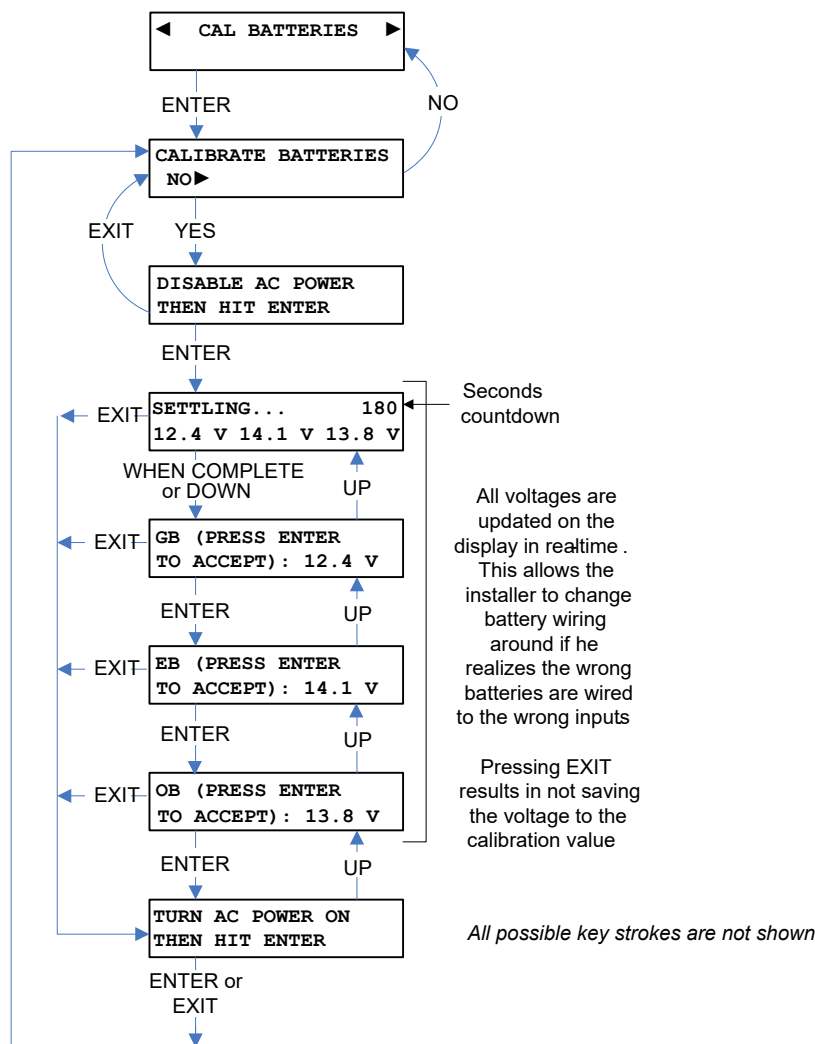 ◄ CAL BATTERIES ►
ENTER
NO
CALIBRATE BATTERIES
NO►
EXIT
YES
DISABLE AC POWER
THEN HIT ENTER
ENTER
EXIT
SETTLING... 180
12.4 V 14.1 V 13.8 V
Seconds
countdown
WHEN COMPLETE
or DOWN
UP
EXIT
GB (PRESS ENTER
TO ACCEPT): 12.4 V
ENTER
UP
EXIT
EB (PRESS ENTER
TO ACCEPT): 14.1 V
ENTER
UP
EXIT
OB (PRESS ENTER
TO ACCEPT): 13.8 V
ENTER
UP
All voltages are
updated on the
display in realtime .
This allows the
installer to change
battery wiring
around if he
realizes the wrong
batteries are wired
to the wrong inputs
Pressing EXIT
results in not saving
the voltage to the
calibration value
TURN AC POWER ON
THEN HIT ENTER
All possible key strokes are not shown
ENTER or
EXIT